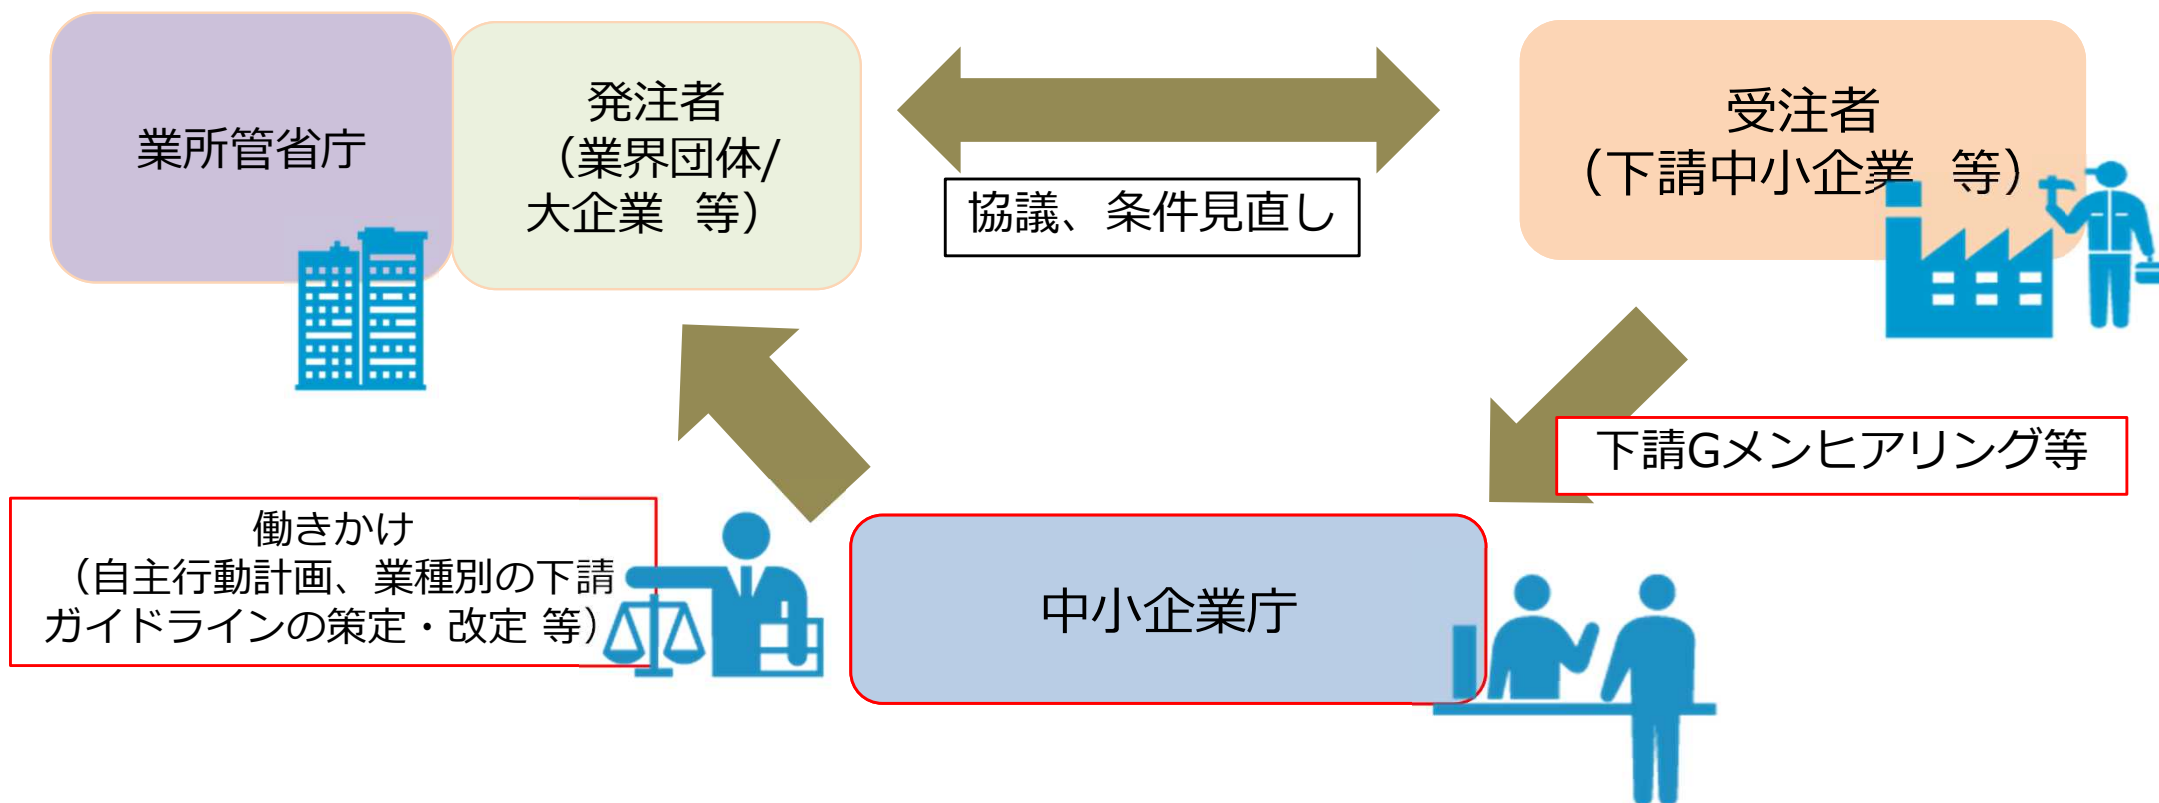 業所管省庁
発注者
（業界団体/
大企業 等）
協議、条件見直し
受注者
（下請中小企業 等）
下請Gメンヒアリング等
働きかけ
（自主行動計画、業種別の下請
ガイドラインの策定・改定 等）
中小企業庁